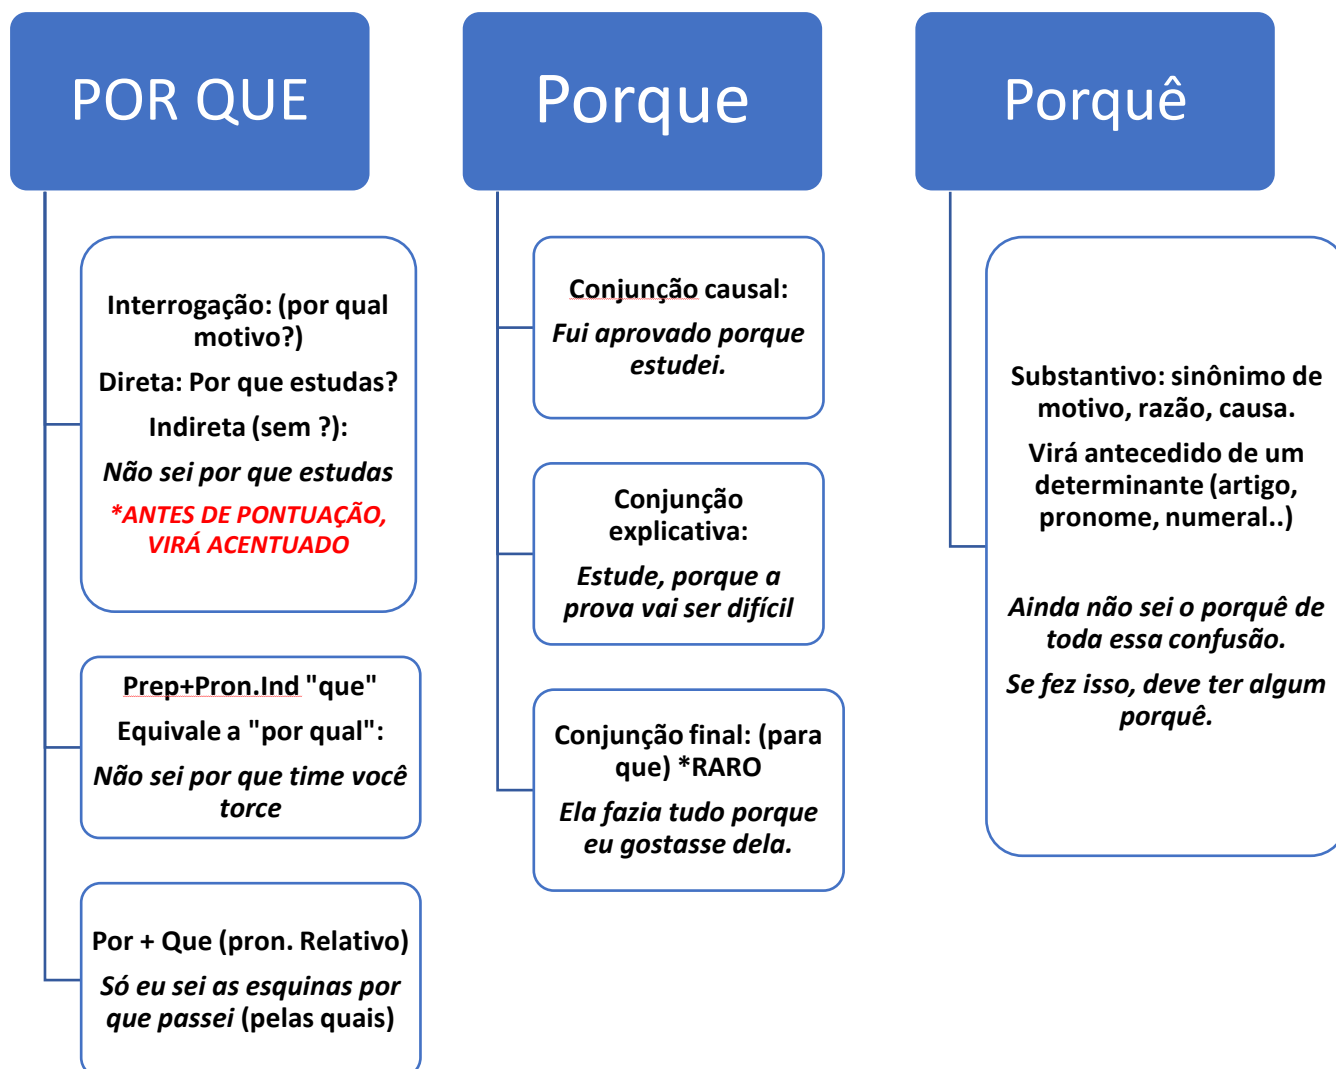 POR QUE
Interrogação: (por qual
motivo?)
Direta: Por que estudas?
Indireta (sem ?):
Não sei por que estudas
*ANTES DE PONTUAÇÃO,
VIRÁ ACENTUADO
Prep+Pron.Ind "que"
Equivale a "por qual":
Não sei por que time você
torce
Por + Que (pron. Relativo)
Só eu sei as esquinas por
que passei (pelas quais)
Porque
Conjunção causal:
Fui aprovado porque
estudei.
Conjunção
explicativa:
Estude, porque a
prova vai ser difícil
Conjunção final: (para
que) *RARO
Ela fazia tudo porque
eu gostasse dela.
Porquê
Substantivo: sinônimo de
motivo, razão, causa.
Virá antecedido de um
determinante (artigo,
pronome, numeral..)
Ainda não sei o porquê de
toda essa confusão.
Se fez isso, deve ter algum
porquê.